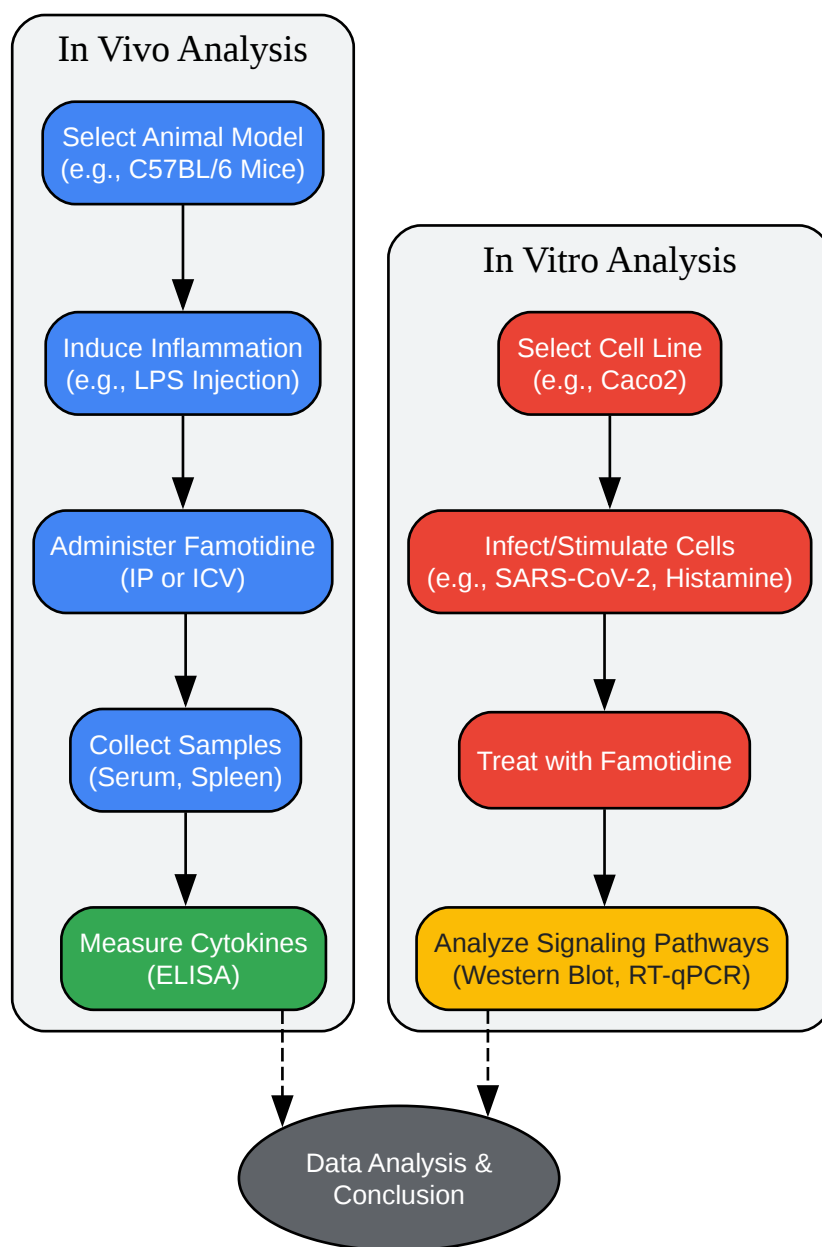 In Vivo Analysis
Select Animal Model
(e.g., C57BL/6 Mice)
Induce Inflammation
(e.g., LPS Injection)
Administer Famotidine
(IP or ICV)
Collect Samples
(Serum, Spleen)
Measure Cytokines
(ELISA)
In Vitro Analysis
Select Cell Line
(e.g., Caco2)
Infect/Stimulate Cells
(e.g., SARS-CoV-2, Histamine)
Treat with Famotidine
Analyze Signaling Pathways
(Western Blot, RT-qPCR)
Data Analysis &
Conclusion